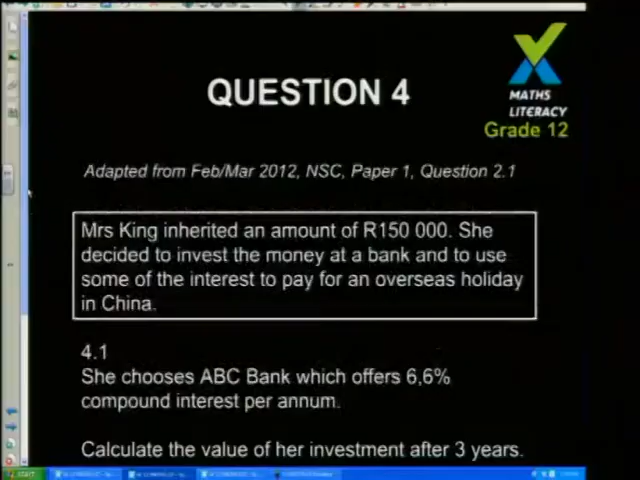 QUESTION 4
MATHS
LITERACY
Grade 12
Adapted from Feb/Mar 2012, NSC, Paper 1, Question 2.1
Mrs King inherited an amount of R150 000. She
decided to invest the money at a bank and to use
some of the interest to pay for an overseas holiday
in China.
4.1
She chooses ABC Bank which offers 6,6%
compound interest per annum.
Calculate the value of her investment after 3 years.